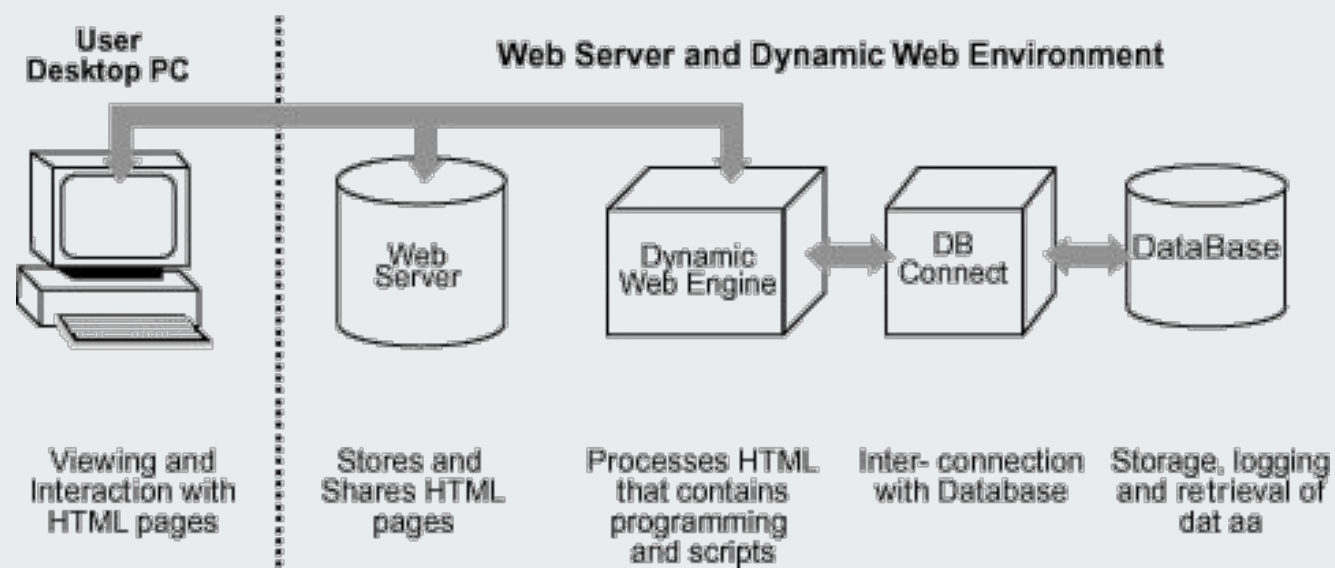 User
Desktop PC
Web Server and Dynamic Web Environment
Web
Server
Dynamic
Web Engine
DB
Connect
DataBase
Viewing and
Interaction with
HTML pages
Stores and
Shares HTML
pages
Processes HTML
that contains
programming
and scripts
Inter- connection
with Database
Storage, logging
and retrieval of
dat aa